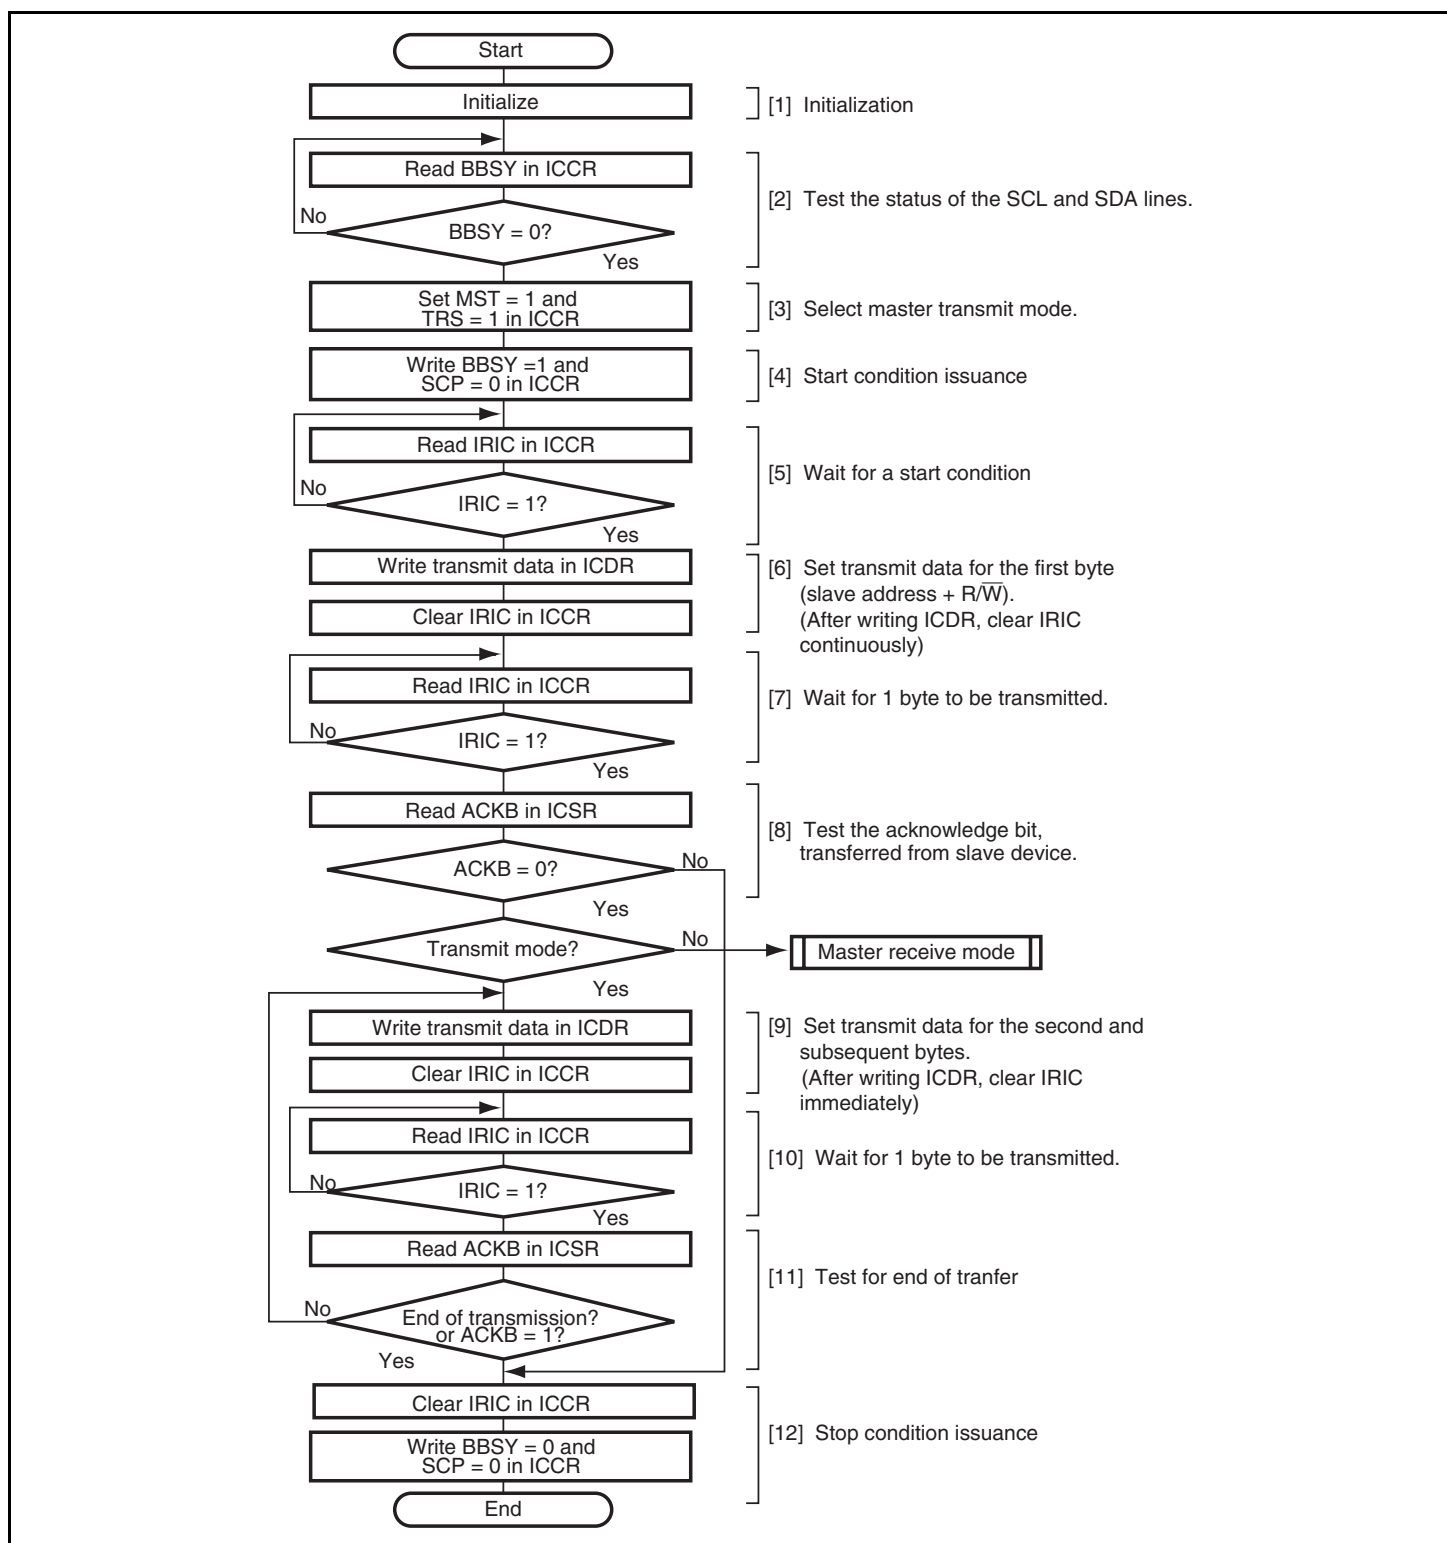 Start
Initialize
[1] Initialization
Read BBSY in ICCR
[2] Test the status of the SCL and SDA lines.
No
BBSY = 0?
Yes
Set MST = 1 and
TRS = 1 in ICCR
[3] Select master transmit mode.
Write BBSY =1 and
SCP = 0 in ICCR
[4] Start condition issuance
Read IRIC in ICCR
[5] Wait for a start condition
No
IRIC = 1?
Yes
Write transmit data in ICDR
Clear IRIC in ICCR
[6] Set transmit data for the first byte
(slave address + R/W̅).
(After writing ICDR, clear IRIC
continuously)
Read IRIC in ICCR
[7] Wait for 1 byte to be transmitted.
No
IRIC = 1?
Yes
Read ACKB in ICSR
[8] Test the acknowledge bit,
transferred from slave device.
ACKB = 0?
No
Yes
Transmit mode?
No
Master receive mode
Yes
Write transmit data in ICDR
Clear IRIC in ICCR
[9] Set transmit data for the second and
subsequent bytes.
(After writing ICDR, clear IRIC
immediately)
Read IRIC in ICCR
[10] Wait for 1 byte to be transmitted.
No
IRIC = 1?
Yes
Read ACKB in ICSR
[11] Test for end of tranfer
No
End of transmission?
or ACKB = 1?
Yes
Clear IRIC in ICCR
[12] Stop condition issuance
Write BBSY = 0 and
SCP = 0 in ICCR
End